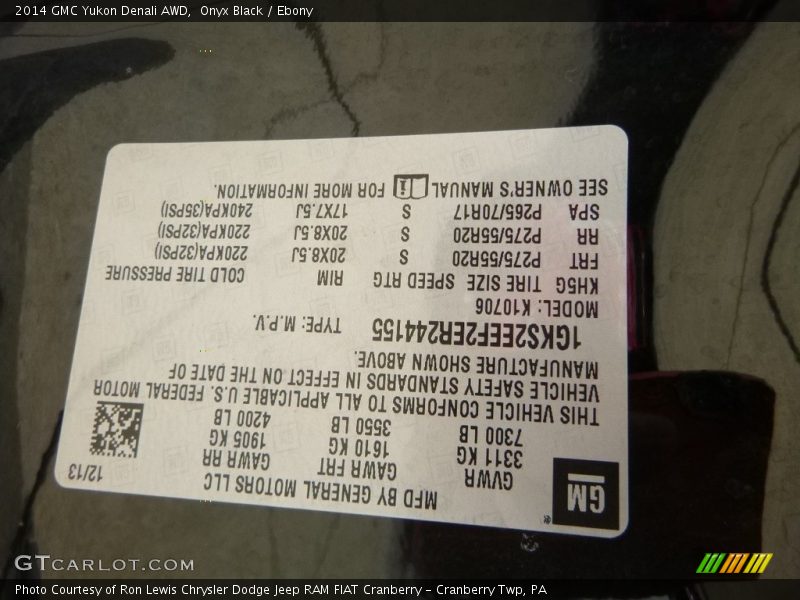 2014 GMC Yukon Denali AWD, Onyx Black / Ebony
GM ®
MFD BY GENERAL MOTORS LLC 12/13
GVWR GAWR FRT GAWR RR
3311 KG 1610 KG 1905 KG
7300 LB 3550 LB 4200 LB
THIS VEHICLE CONFORMS TO ALL APPLICABLE U.S. FEDERAL MOTOR
VEHICLE SAFETY STANDARDS IN EFFECT ON THE DATE OF
MANUFACTURE SHOWN ABOVE.
1GKS2EEF2ER244155 TYPE: M.P.V.
MODEL: K10706
KH5G TIRE SIZE SPEED RTG RIM COLD TIRE PRESSURE
FRT P275/55R20 S 20X8.5J 220KPA(32PSI)
RR P275/55R20 S 20X8.5J 220KPA(32PSI)
SPA P265/70R17 S 17X7.5J 240KPA(35PSI)
SEE OWNER'S MANUAL i FOR MORE INFORMATION.
GTCARLOT.COM
Photo Courtesy of Ron Lewis Chrysler Dodge Jeep RAM FIAT Cranberry - Cranberry Twp, PA